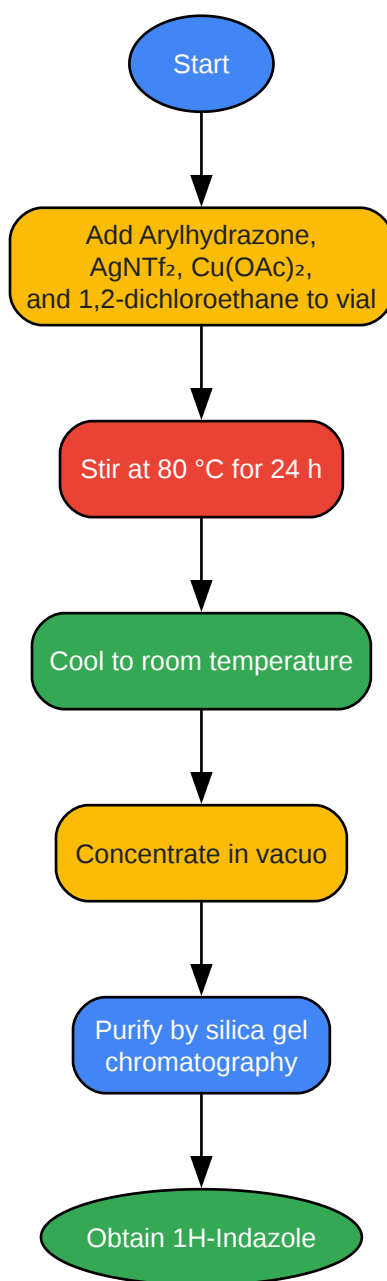 Start
Add Arylhydrazone,
AgNTf₂, Cu(OAc)₂,
and 1,2-dichloroethane to vial
Stir at 80 °C for 24 h
Cool to room temperature
Concentrate in vacuo
Purify by silica gel
chromatography
Obtain 1H-Indazole